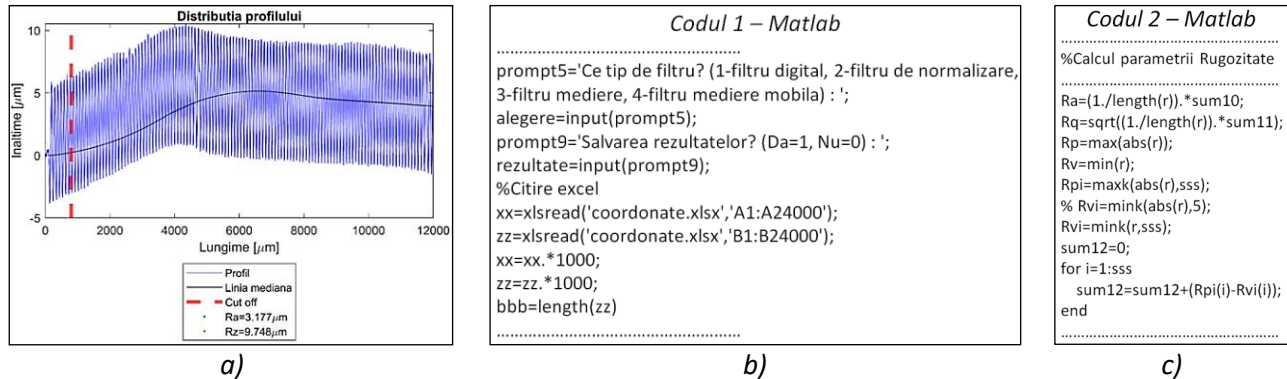 Distributia profilului
Inaltime [µm]
10
5
0
-5
0
2000
4000
6000
8000
10000
12000
Lungime [µm]
Profil
Linia mediana
Cut off
Ra=3.177µm
Rz=9.748µm
a)
Codul 1 – Matlab
................................................
prompt5='Ce tip de filtru? (1-filtru digital, 2-filtru de normalizare,
3-filtru mediere, 4-filtru mediere mobila) : ';
alegere=input(prompt5);
prompt9='Salvarea rezultatelor? (Da=1, Nu=0) : ';
rezultate=input(prompt9);
%Citire excel
xx=xlsread('coordonate.xlsx','A1:A24000');
zz=xlsread('coordonate.xlsx','B1:B24000');
xx=xx.*1000;
zz=zz.*1000;
bbb=length(zz)
................................................
b)
Codul 2 – Matlab
................................................
%Calcul parametrii Rugozitate
................................................
Ra=(1./length(r)).*sum10;
Rq=sqrt((1./length(r)).*sum11);
Rp=max(abs(r));
Rv=min(r);
Rpi=maxk(abs(r),sss);
% Rvi=mink(abs(r),5);
Rvi=mink(r,sss);
sum12=0;
for i=1:sss
sum12=sum12+(Rpi(i)-Rvi(i));
end
................................................
c)